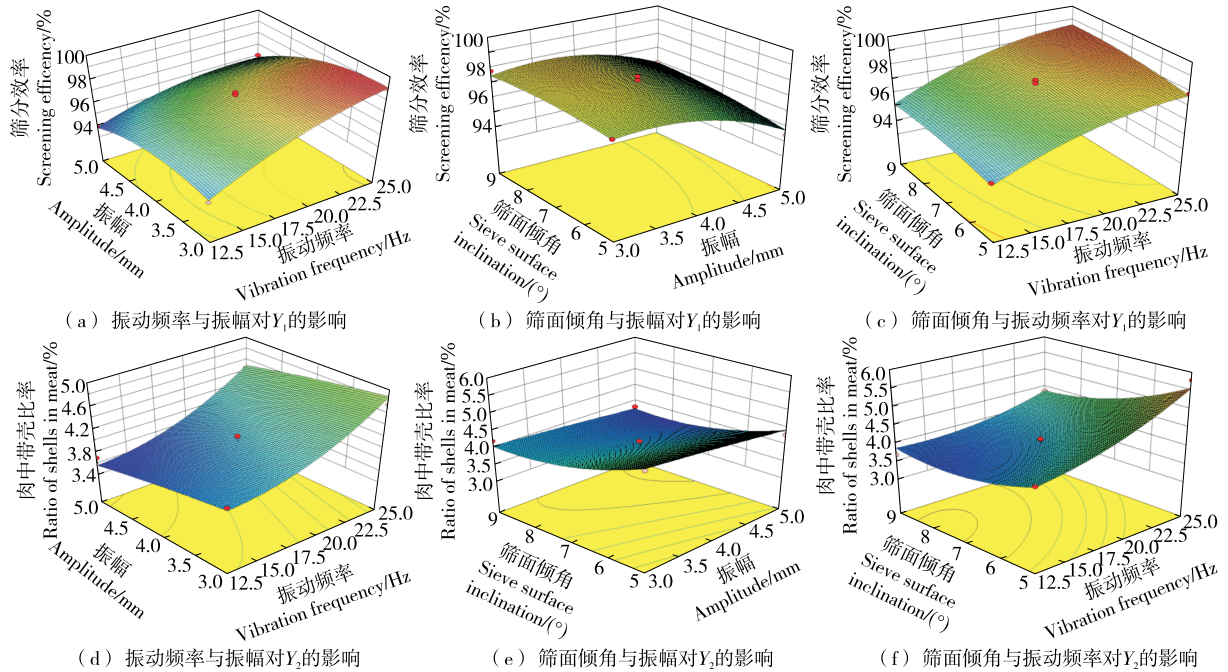 筛分效率
Screening efficency/%
100
98
96
94
5.0
4.5
4.0
3.5
3.0
振幅
Amplitude/mm
12.5
15.0
17.5
20.0
22.5
25.0
振动频率
Vibration frequency/Hz
(a) 振动频率与振幅对Y₁的影响
筛分效率
Screening efficency/%
100
98
96
94
9
8
7
6
5
筛面倾角
Sieve surface
inclination/(°)
3.0
3.5
4.0
4.5
5.0
振幅
Amplitude/mm
(b) 筛面倾角与振幅对Y₁的影响
筛分效率
Screening efficency/%
100
98
96
94
9
8
7
6
5
筛面倾角
Sieve surface
inclination/(°)
12.5
15.0
17.5
20.0
22.5
25.0
振动频率
Vibration frequency/Hz
(c) 筛面倾角与振动频率对Y₁的影响
肉中带壳比率
Ratio of shells in meat/%
5.0
4.6
4.2
3.8
3.4
5.0
4.5
4.0
3.5
3.0
振幅
Amplitude/mm
12.5
15.0
17.5
20.0
22.5
25.0
振动频率
Vibration frequency/Hz
(d) 振动频率与振幅对Y₂的影响
肉中带壳比率
Ratio of shells in meat/%
6.0
5.5
5.0
4.5
4.0
3.5
3.0
9
8
7
6
5
筛面倾角
Sieve surface
inclination/(°)
3.0
3.5
4.0
4.5
5.0
振幅
Amplitude/mm
(e) 筛面倾角与振幅对Y₂的影响
肉中带壳比率
Ratio of shells in meat/%
6.0
5.5
5.0
4.5
4.0
3.5
3.0
9
8
7
6
5
筛面倾角
Sieve surface
inclination/(°)
12.5
15.0
17.5
20.0
22.5
25.0
振动频率
Vibration frequency/Hz
(f) 筛面倾角与振动频率对Y₂的影响